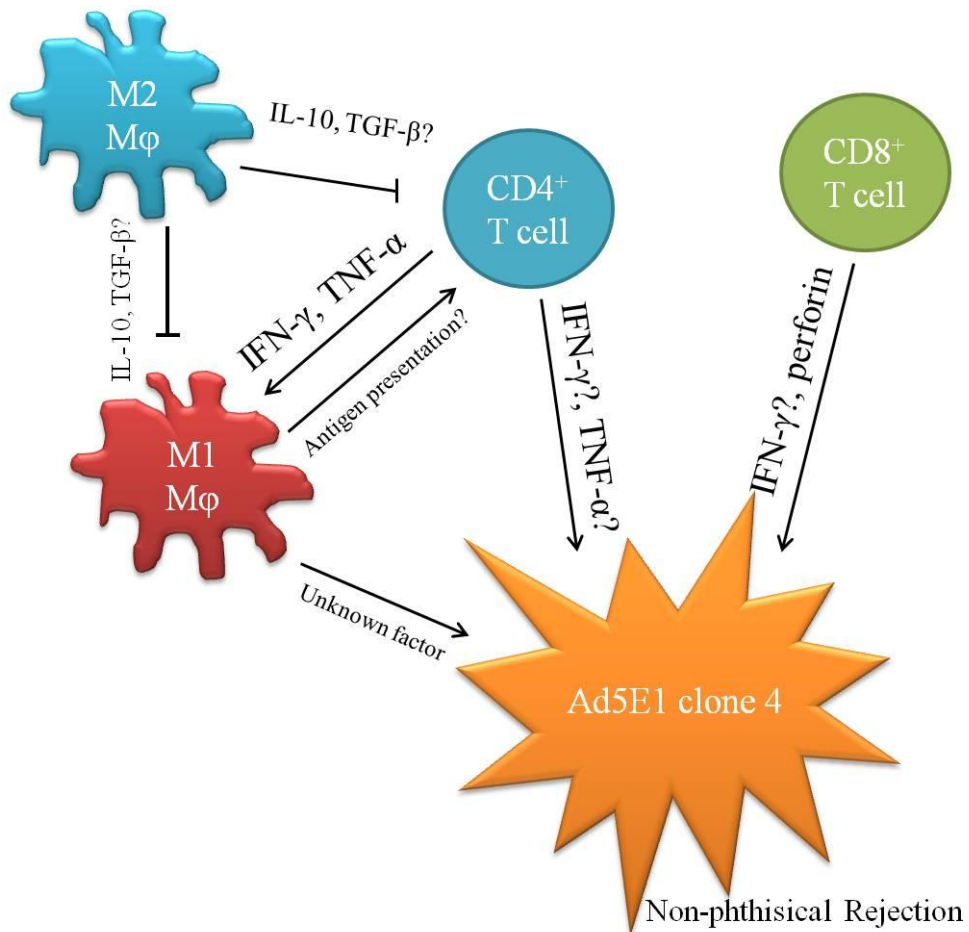 M2
Mφ
IL-10, TGF-β?
CD4⁺
T cell
CD8⁺
T cell
IL-10, TGF-β?
IFN-γ, TNF-α
Antigen presentation?
IFN-γ?, TNF-α?
IFN-γ?, perforin
M1
Mφ
Unknown factor
Ad5E1 clone 4
Non-phthisical Rejection